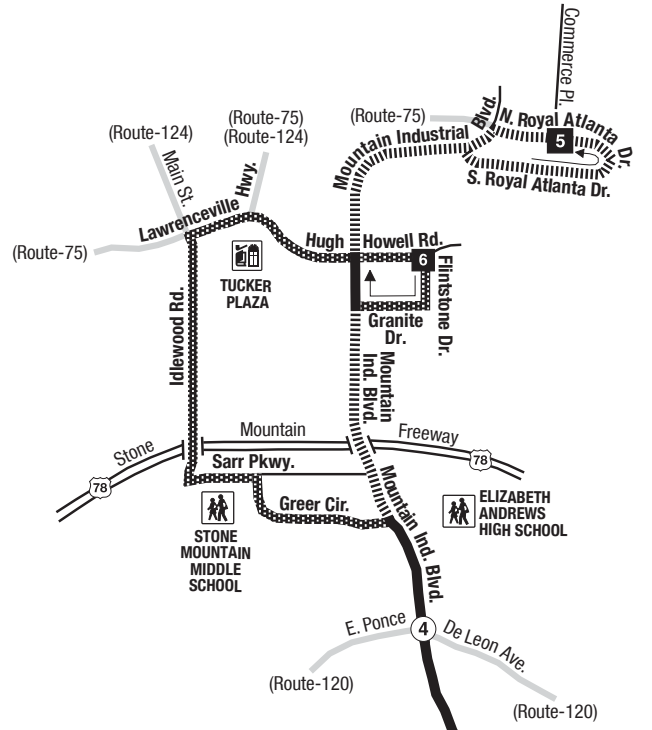 Commerce Pl.
(Route-75)
Blvd.
N. Royal Atlanta
Dr.
5
Mountain Industrial
S. Royal Atlanta Dr.
(Route-75)
(Route-124)
(Route-124)
Main St.
Hwy.
Lawrenceville
(Route-75)
Hugh
Howell Rd.
6
TUCKER
PLAZA
Flintstone Dr.
Granite
Dr.
Idlewood Rd.
Mountain
Ind. Blvd.
Stone
Mountain
Freeway
78
78
Sarr Pkwy.
Greer Cir.
Mountain Ind. Blvd.
ELIZABETH
ANDREWS
HIGH SCHOOL
STONE
MOUNTAIN
MIDDLE
SCHOOL
E. Ponce
4
De Leon Ave.
(Route-120)
(Route-120)